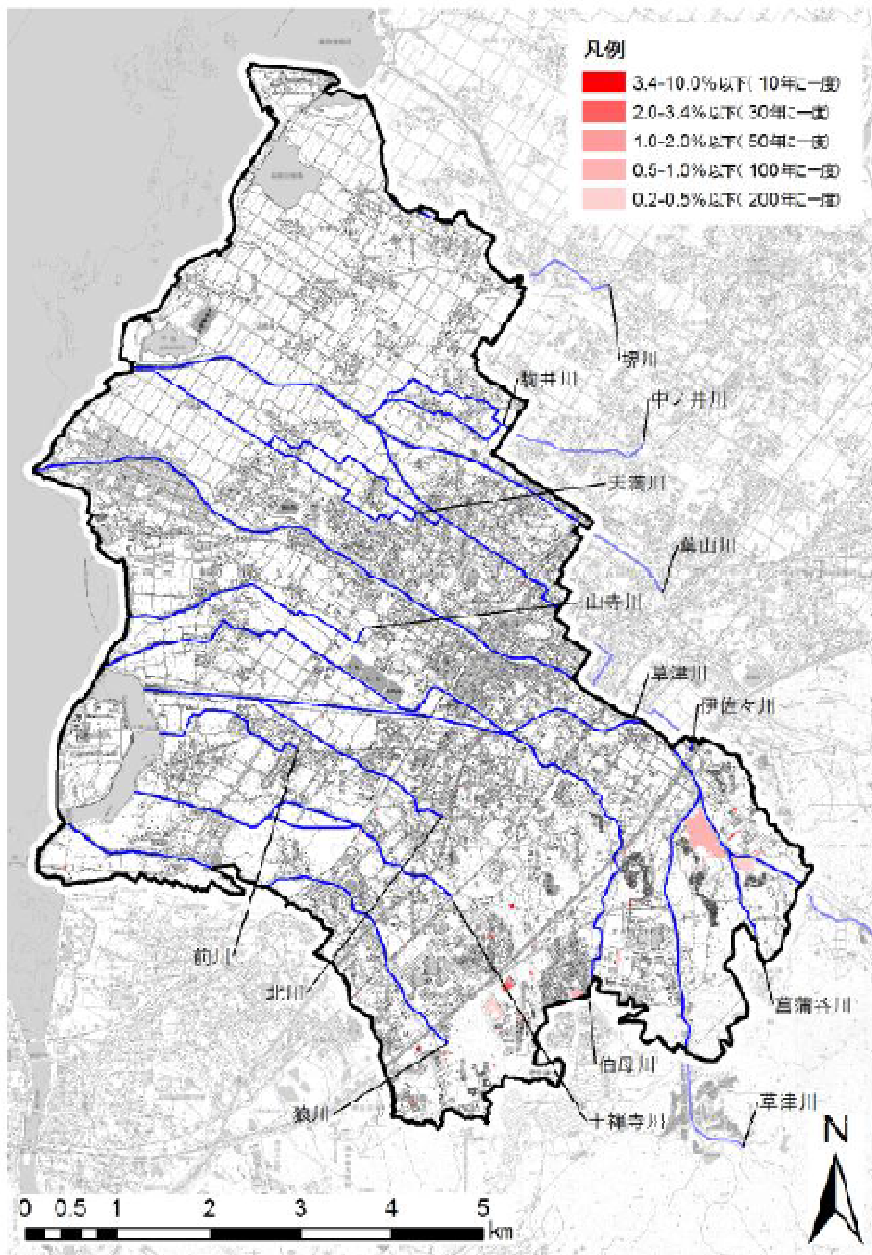 凡例
3.4-10.0%以下(10年に一度)
2.0-3.4%以下(30年に一度)
1.0-2.0%以下(50年に一度)
0.5-1.0%以下(100年に一度)
0.2-0.5%以下(200年に一度)
堺川
駒井川
中ノ井川
天満川
葉山川
山寺川
草津川
伊佐々川
前川
北川
菖蒲谷川
伯母川
狼川
十禅寺川
草津川
N
0 0.5 1 2 3 4 5
km